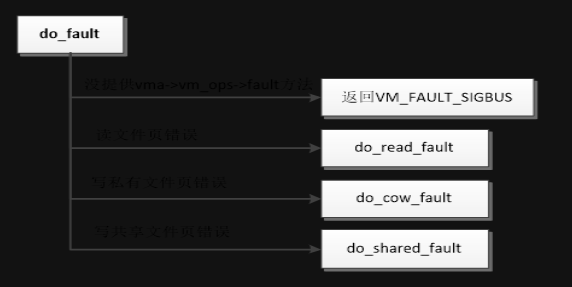 do_fault
没提供vma->vm_ops->fault方法
返回VM_FAULT_SIGBUS
读文件页错误
do_read_fault
写私有文件页错误
do_cow_fault
写共享文件页错误
do_shared_fault